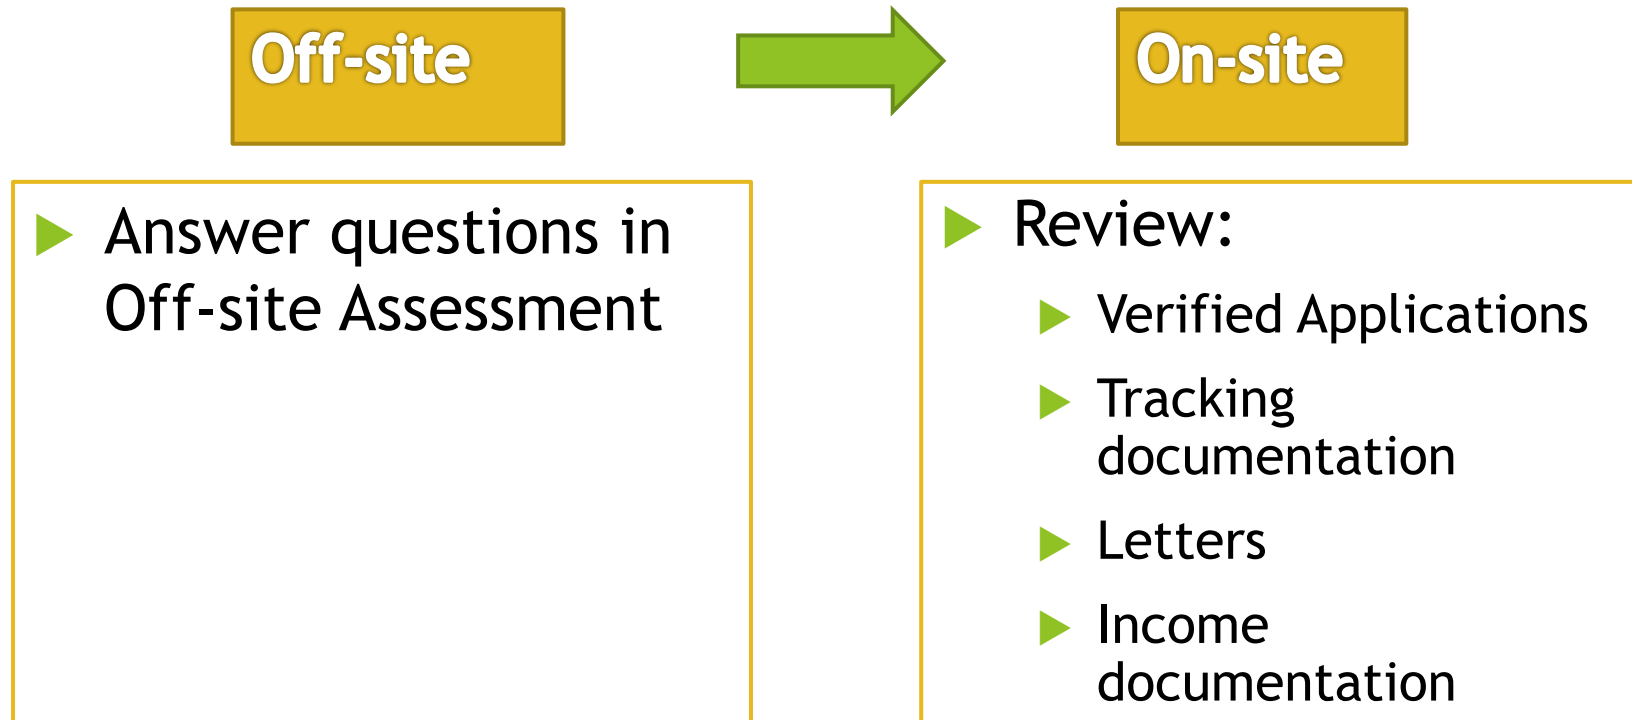 Off-site
On-site
Answer questions in
Off-site Assessment
Review:
Verified Applications
Tracking
documentation
Letters
Income
documentation